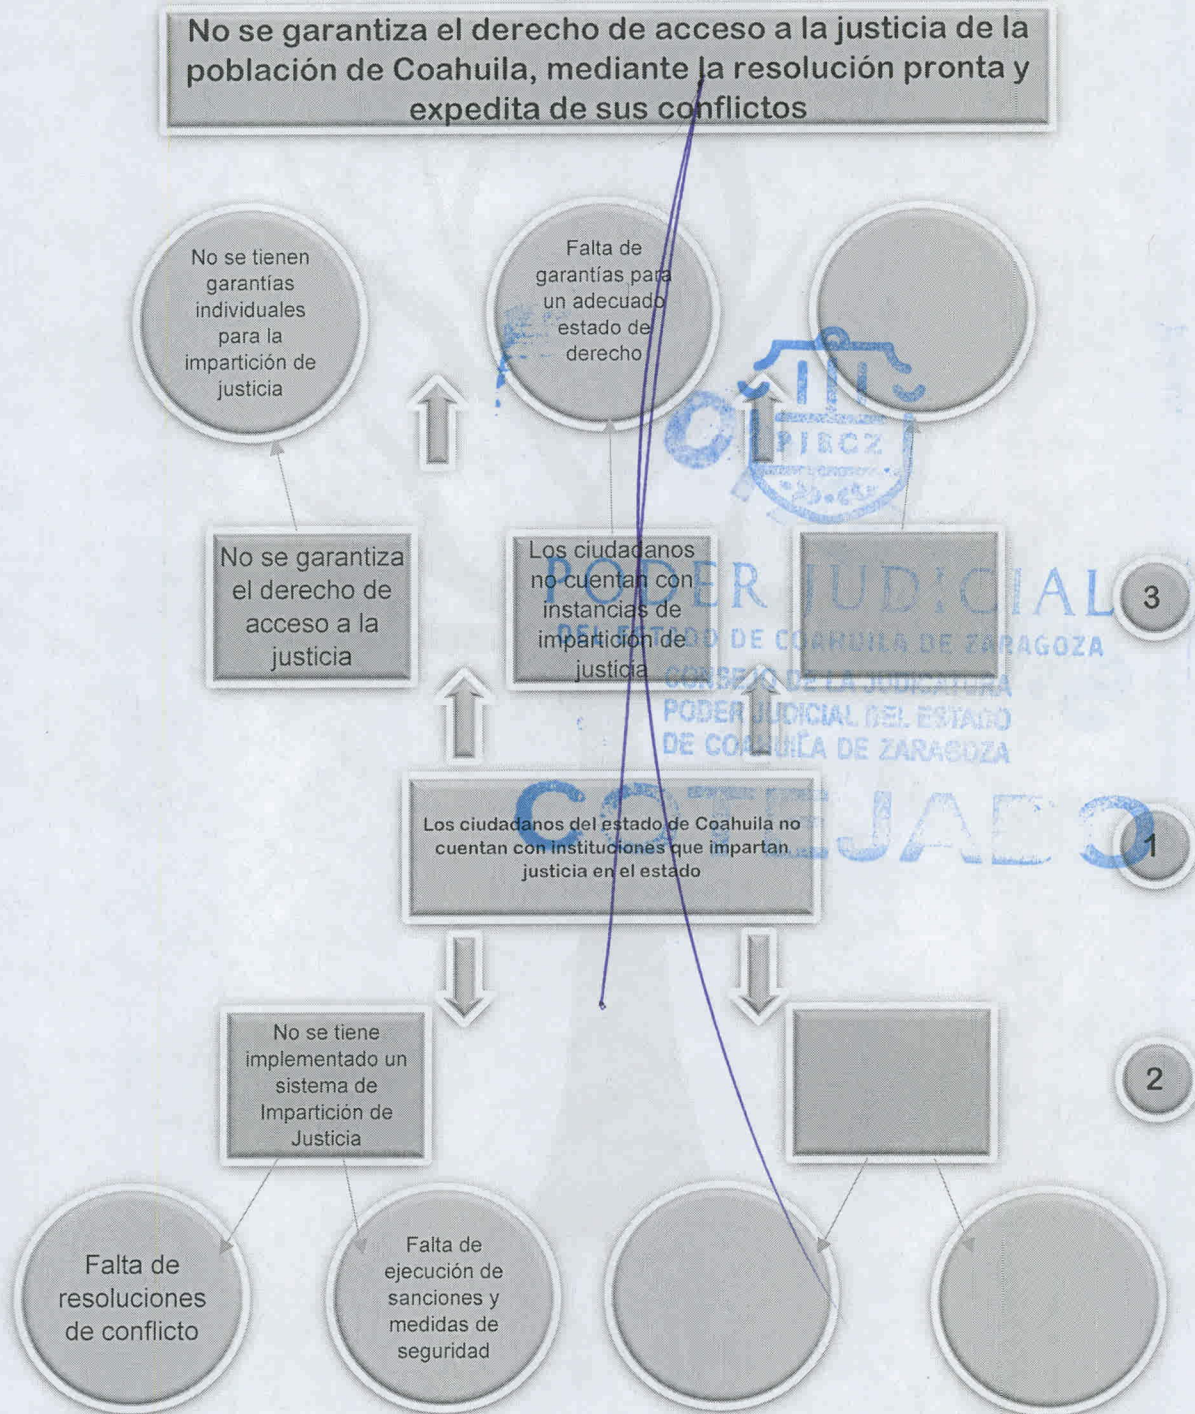 No se garantiza el derecho de acceso a la justicia de la
población de Coahuila, mediante la resolución pronta y
expedita de sus conflictos
No se tienen
garantías
individuales
para la
impartición de
justicia
Falta de
garantías para
un adecuado
estado de
derecho
PJECZ
No se garantiza
el derecho de
acceso a la
justicia
Los ciudadanos
no cuentan con
instancias de
impartición de
justicia
3
PODER JUDICIAL
DEL ESTADO DE COAHUILA DE ZARAGOZA
CONSEJO DE LA JUDICATURA
PODER JUDICIAL DEL ESTADO
DE COAHUILA DE ZARAGOZA
COTEJADO
Los ciudadanos del estado de Coahuila no
cuentan con instituciones que impartan
justicia en el estado
1
No se tiene
implementado un
sistema de
Impartición de
Justicia
2
Falta de
resoluciones
de conflicto
Falta de
ejecución de
sanciones y
medidas de
seguridad